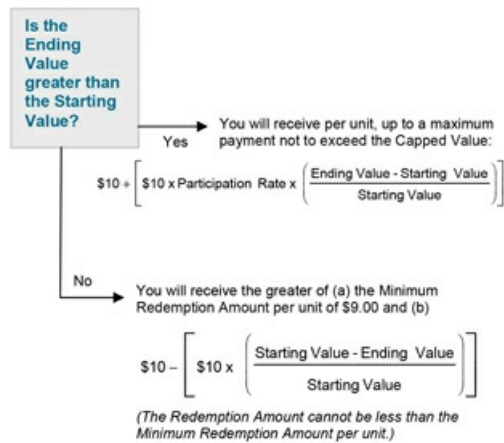 Is the
Ending
Value
greater than
the Starting
Value?
Yes
You will receive per unit, up to a maximum
payment not to exceed the Capped Value:
$10 + [ $10 x Participation Rate x ( Ending Value - Starting Value
Starting Value ) ]
No
You will receive the greater of (a) the Minimum
Redemption Amount per unit of $9.00 and (b)
$10 – [ $10 x ( Starting Value - Ending Value
Starting Value ) ]
(The Redemption Amount cannot be less than the
Minimum Redemption Amount per unit.)